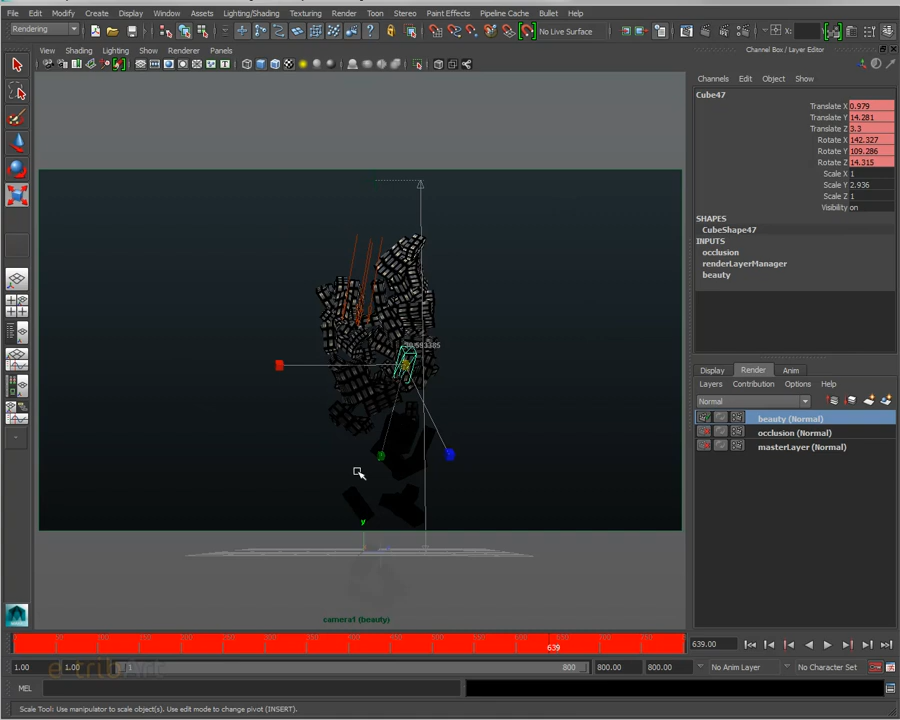 File Edit Modify Create Display Window Assets Lighting/Shading Texturing Render Toon Stereo Paint Effects Pipeline Cache Bullet Help
Rendering
No Live Surface
X:
View Shading Lighting Show Renderer Panels
Channel Box / Layer Editor
Channels Edit Object Show
Cube47
Translate X 0.979
Translate Y 14.281
Translate Z 3.3
Rotate X 142.327
Rotate Y 109.286
Rotate Z 14.315
Scale X 1
Scale Y 2.936
Scale Z 1
Visibility on
SHAPES
CubeShape47
INPUTS
occlusion
renderLayerManager
beauty
y
camera1 (beauty)
Display Render Anim
Layers Contribution Options Help
Normal
beauty (Normal)
occlusion (Normal)
masterLayer (Normal)
639
639.00
1.00 1.00 1 800 800.00 800.00 No Anim Layer No Character Set
MEL
Scale Tool: Use manipulator to scale object(s). Use edit mode to change pivot (INSERT).